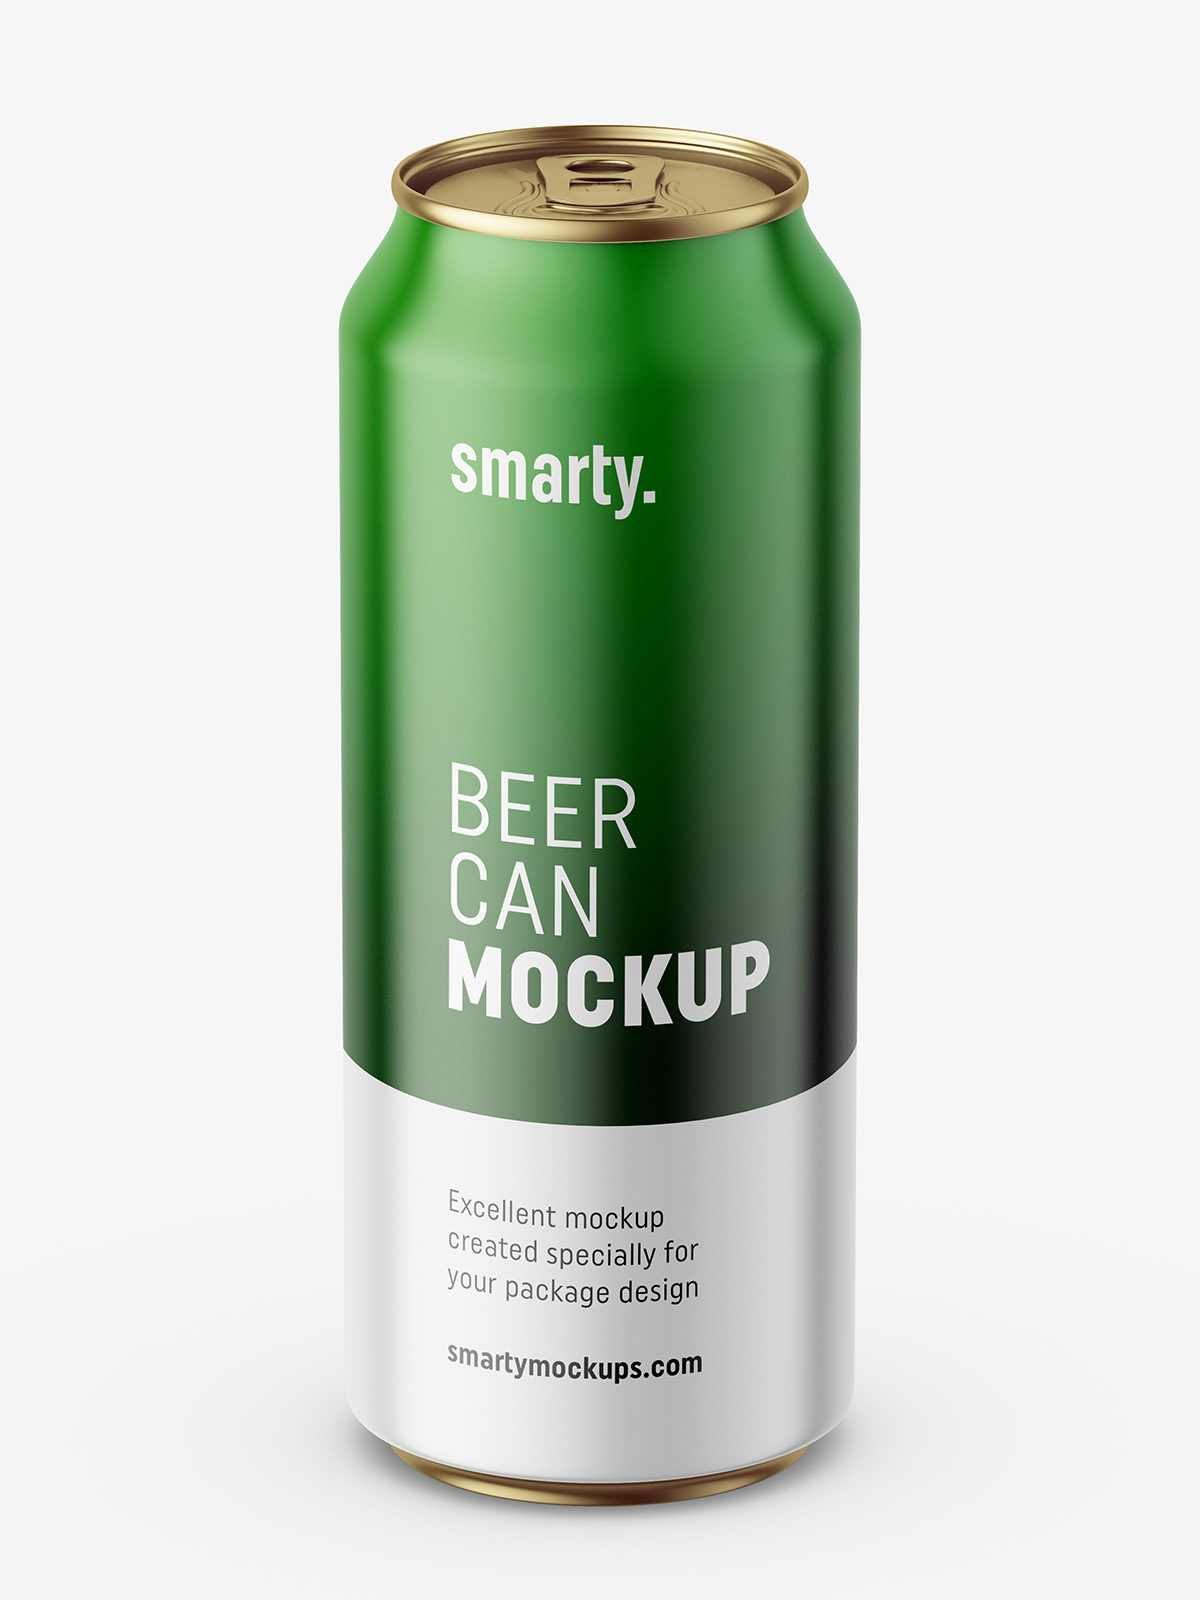 smarty.
BEER
CAN
MOCKUP
Excellent mockup
created specially for
your package design
smartymockups.com